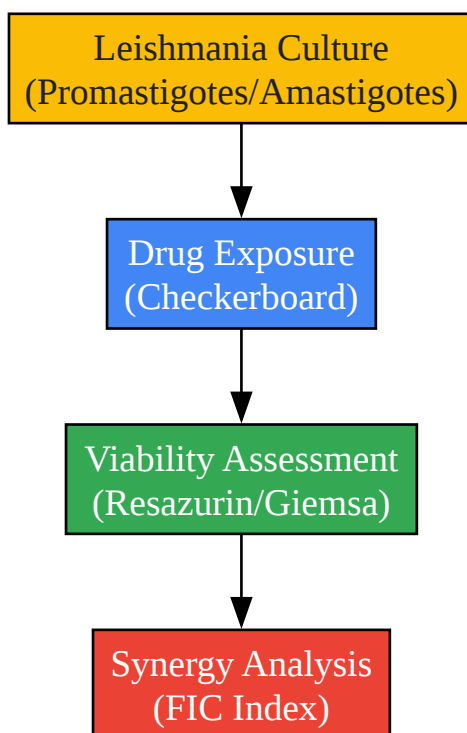 Leishmania Culture
(Promastigotes/Amastigotes)
Drug Exposure
(Checkerboard)
Viability Assessment
(Resazurin/Giemsa)
Synergy Analysis
(FIC Index)